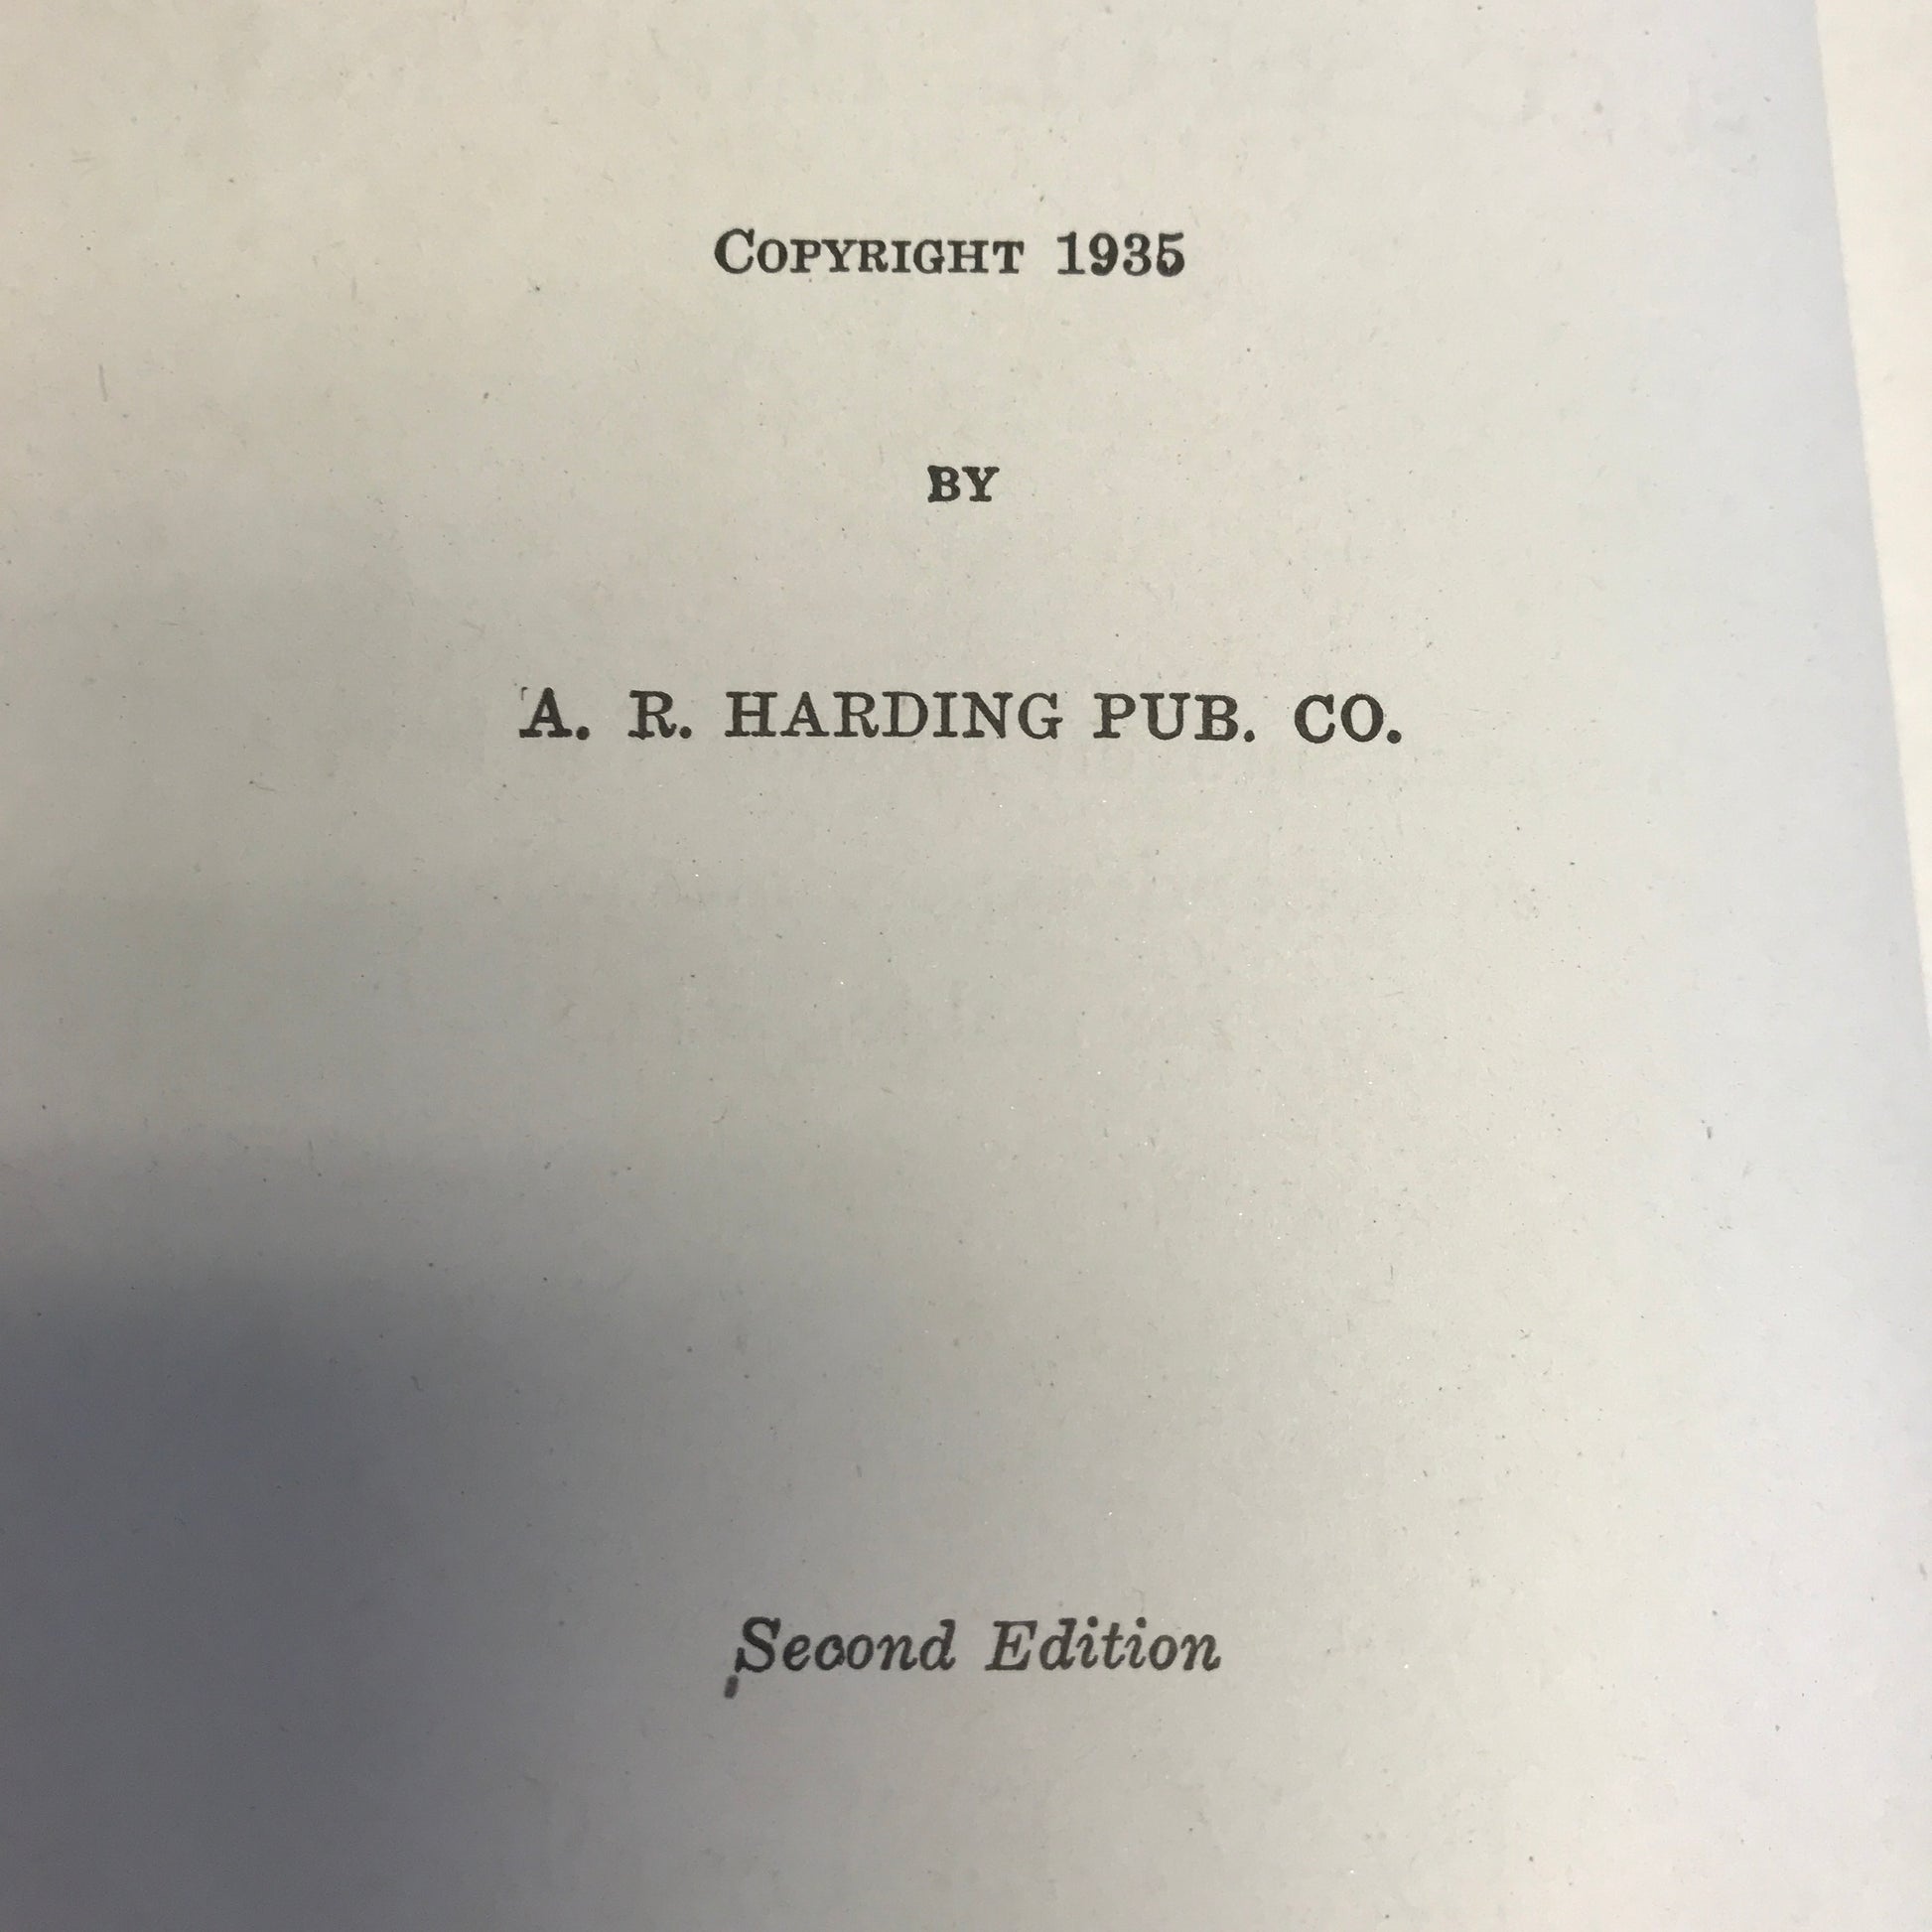 COPYRIGHT 1935
BY
A. R. HARDING PUB. CO.
Second Edition